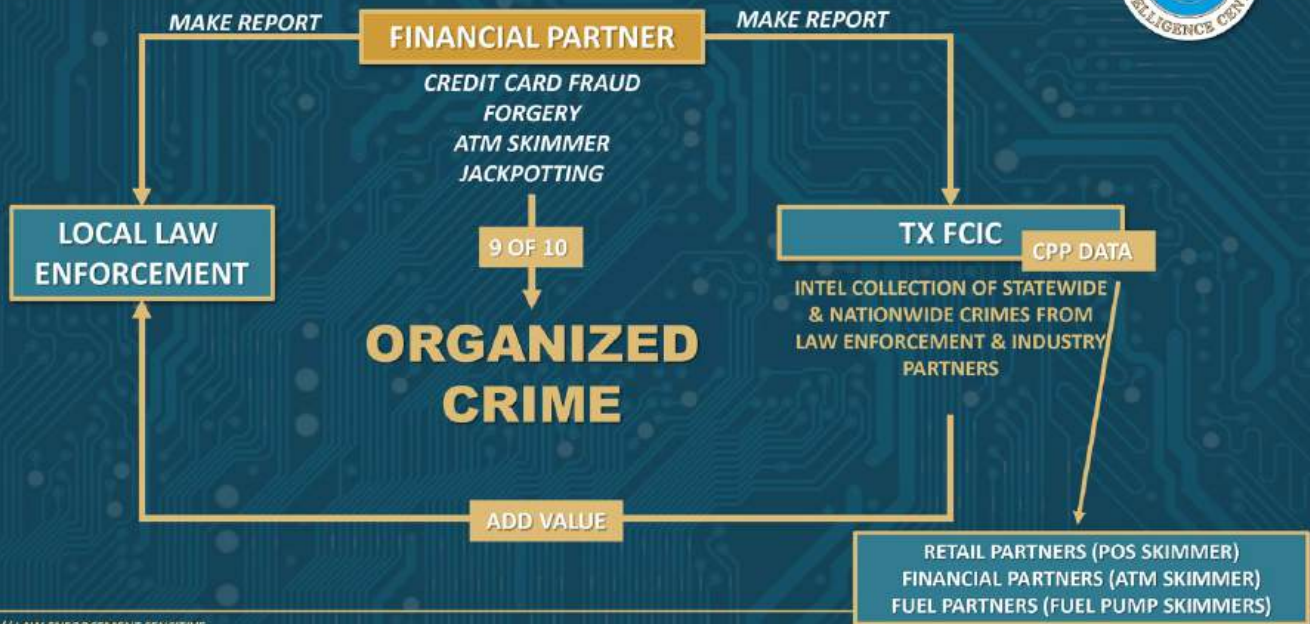 MAKE REPORT
FINANCIAL PARTNER
MAKE REPORT
CREDIT CARD FRAUD
FORGERY
ATM SKIMMER
JACKPOTTING
LOCAL LAW
ENFORCEMENT
9 OF 10
ORGANIZED
CRIME
TX FCIC
CPP DATA
INTEL COLLECTION OF STATEWIDE
& NATIONWIDE CRIMES FROM
LAW ENFORCEMENT & INDUSTRY
PARTNERS
ADD VALUE
RETAIL PARTNERS (POS SKIMMER)
FINANCIAL PARTNERS (ATM SKIMMER)
FUEL PARTNERS (FUEL PUMP SKIMMERS)